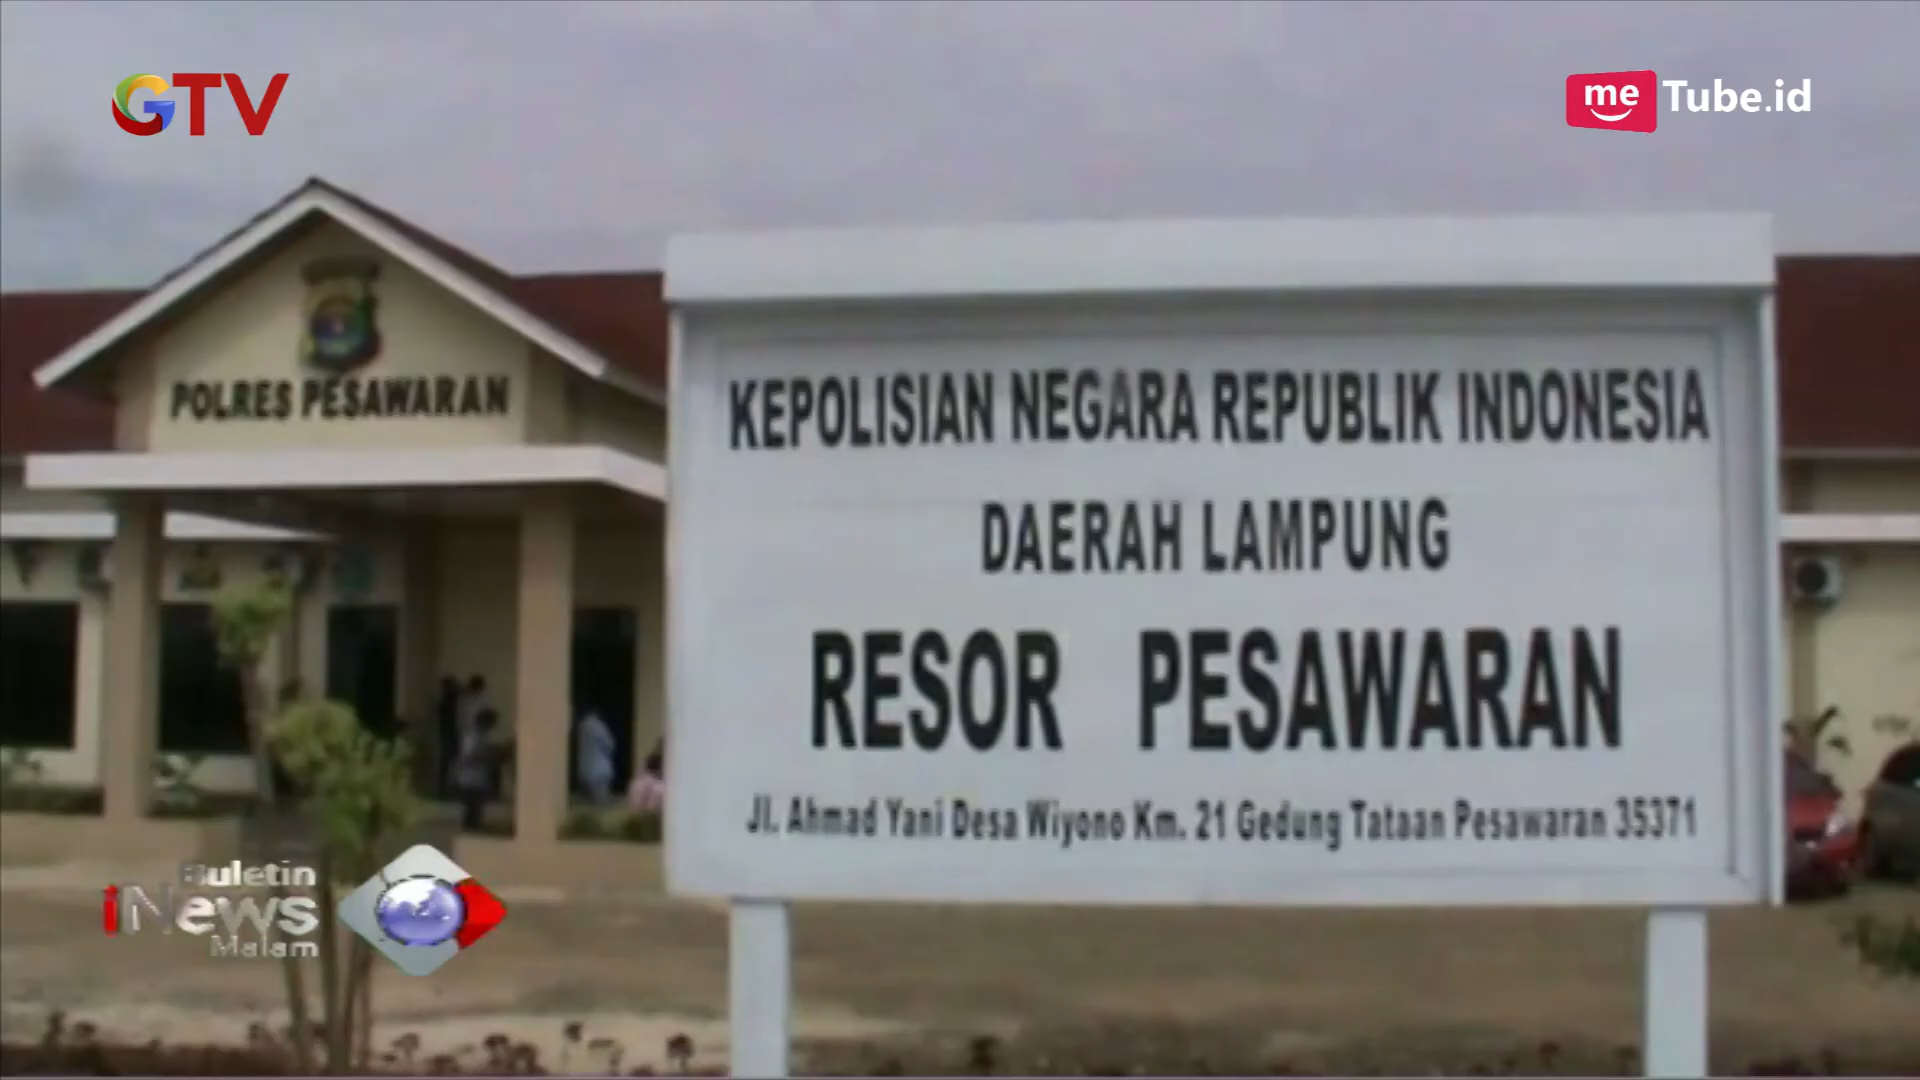 GTV
me Tube.id
POLRES PESAWARAN
KEPOLISIAN NEGARA REPUBLIK INDONESIA
DAERAH LAMPUNG
RESOR PESAWARAN
Jl. Ahmad Yani Desa Wiyono Km. 21 Gedung Tataan Pesawaran 35371
Buletin
iNews
Malam